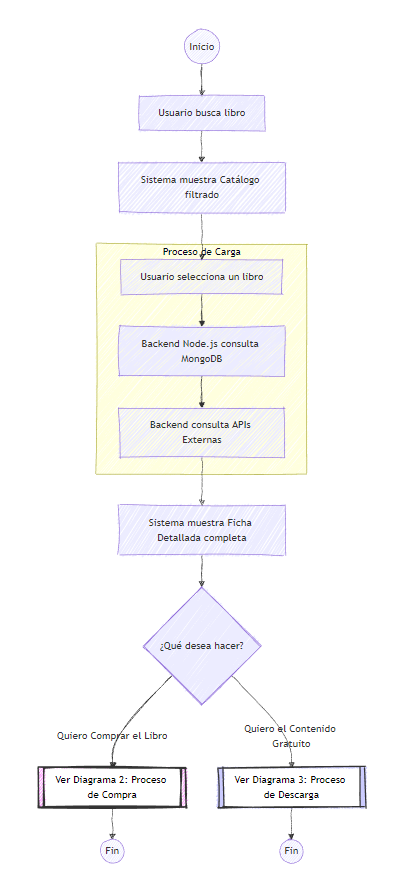 Inicio
Usuario busca libro
Sistema muestra Catálogo
filtrado
Proceso de Carga
Usuario selecciona un libro
Backend Node.js consulta
MongoDB
Backend consulta APIs
Externas
Sistema muestra Ficha
Detallada completa
¿Qué desea hacer?
Quiero Comprar el Libro
Quiero el Contenido
Gratuito
Ver Diagrama 2: Proceso
de Compra
Ver Diagrama 3: Proceso
de Descarga
Fin
Fin